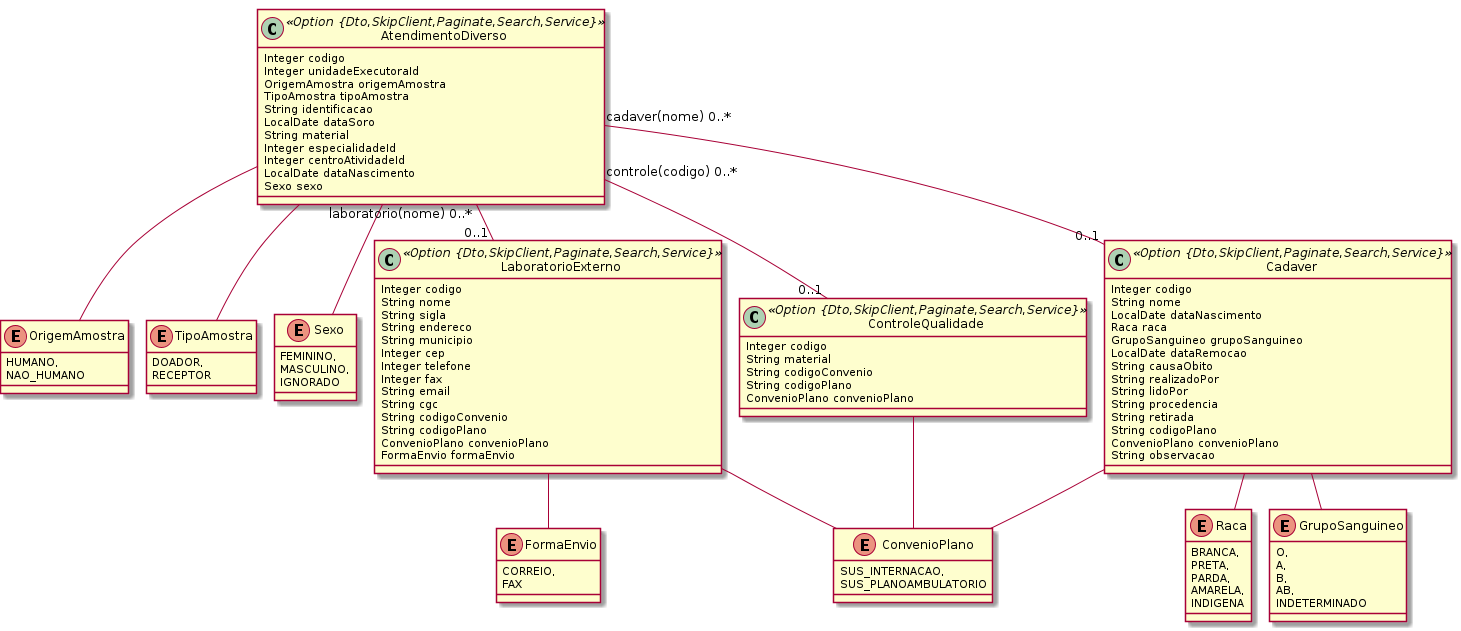 C «Option {Dto,SkipClient,Paginate,Search,Service}»
AtendimentoDiverso
Integer codigo
Integer unidadeExecutoraId
OrigemAmostra origemAmostra
TipoAmostra tipoAmostra
String identificacao
LocalDate dataSoro
String material
Integer especialidadeId
Integer centroAtividadeId
LocalDate dataNascimento
Sexo sexo
cadaver(nome) 0..*
controle(codigo) 0..*
laboratorio(nome) 0..*
0..1
0..1
0..1
E OrigemAmostra
HUMANO,
NAO_HUMANO
E TipoAmostra
DOADOR,
RECEPTOR
E Sexo
FEMININO,
MASCULINO,
IGNORADO
C «Option {Dto,SkipClient,Paginate,Search,Service}»
LaboratorioExterno
Integer codigo
String nome
String sigla
String endereco
String municipio
Integer cep
Integer telefone
Integer fax
String email
String cgc
String codigoConvenio
String codigoPlano
ConvenioPlano convenioPlano
FormaEnvio formaEnvio
C «Option {Dto,SkipClient,Paginate,Search,Service}»
ControleQualidade
Integer codigo
String material
String codigoConvenio
String codigoPlano
ConvenioPlano convenioPlano
C «Option {Dto,SkipClient,Paginate,Search,Service}»
Cadaver
Integer codigo
String nome
LocalDate dataNascimento
Raca raca
GrupoSanguineo grupoSanguineo
LocalDate dataRemocao
String causaObito
String realizadoPor
String lidoPor
String procedencia
String retirada
String codigoPlano
ConvenioPlano convenioPlano
String observacao
E FormaEnvio
CORREIO,
FAX
E ConvenioPlano
SUS_INTERNACAO,
SUS_PLANOAMBULATORIO
E Raca
BRANCA,
PRETA,
PARDA,
AMARELA,
INDIGENA
E GrupoSanguineo
O,
A,
B,
AB,
INDETERMINADO